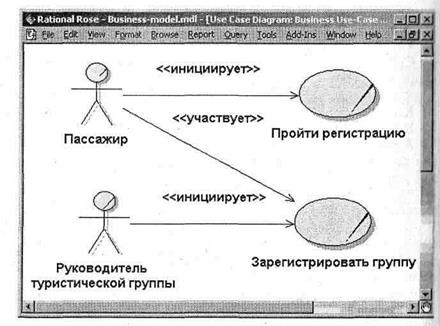 Rational Rose - Business-model.mdl - [Use Case Diagram: Business Use-Case ...
File Edit View Format Browse Report Query Tools Add-Ins Window Help
<<инициирует>>
<<участвует>>
Пассажир
Пройти регистрацию
<<инициирует>>
Руководитель
туристической группы
Зарегистрировать группу